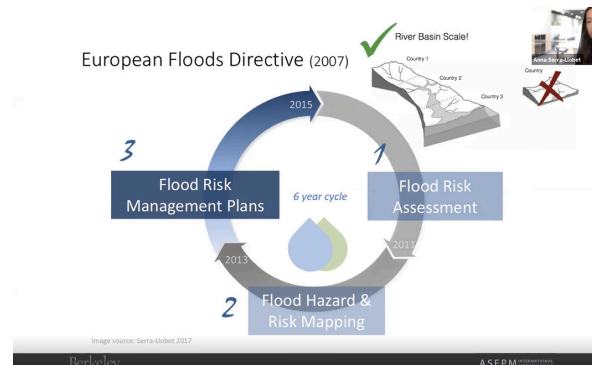 River Basin Scale!
European Floods Directive (2007)
Country 1
Country 2
Country 3
Anna Serra-Llobet
Country
2015
3
1
Flood Risk
Management Plans
6 year cycle
Flood Risk
Assessment
2013
2011
2
Flood Hazard &
Risk Mapping
Image source: Serra-Llobet 2017
Berkeley
ASFPM INTERNATIONAL